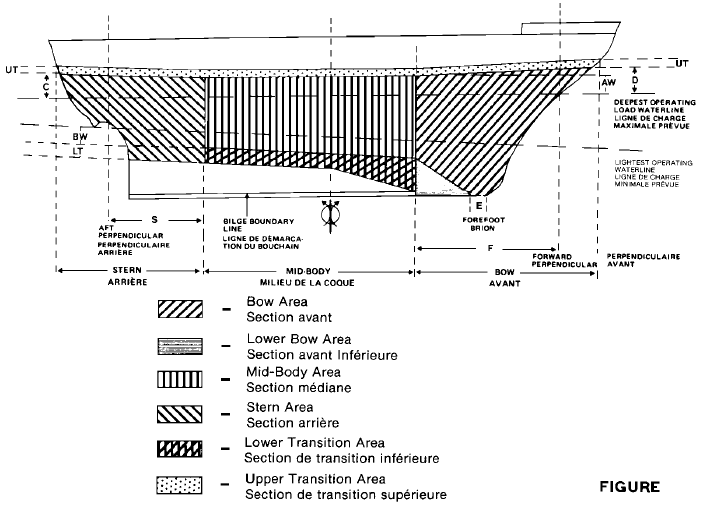 UT
UT
C
D
AW
DEEPEST OPERATING
LOAD WATERLINE
LIGNE DE CHARGE
MAXIMALE PRÉVUE
BW
LT
LIGHTEST OPERATING
WATERLINE
LIGNE DE CHARGE
MINIMALE PRÉVUE
S
E
BILGE BOUNDARY
LINE
LIGNE DE DÉMARCA-
TION DU BOUCHAIN
FOREFOOT
BRION
AFT
PERPENDICULAR
PERPENDICULAIRE
ARRIÈRE
F
FORWARD
PERPENDICULAR
PERPENDICULAIRE
AVANT
STERN
ARRIÈRE
MID-BODY
MILIEU DE LA COQUE
BOW
AVANT
– Bow Area
Section avant
– Lower Bow Area
Section avant Inférieure
– Mid-Body Area
Section médiane
– Stern Area
Section arrière
– Lower Transition Area
Section de transition inférieure
– Upper Transition Area
Section de transition supérieure
FIGURE